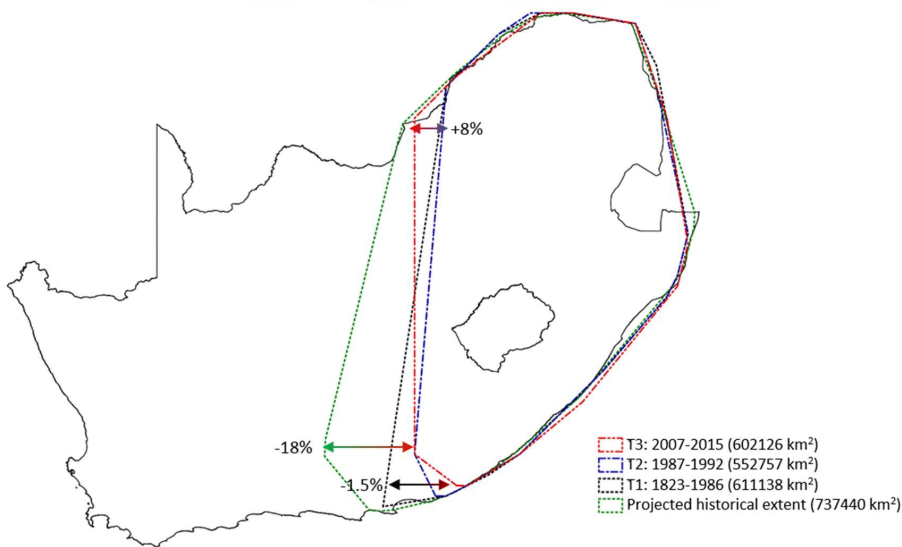 +8%
-18%
-1.5%
T3: 2007-2015 (602126 km²)
T2: 1987-1992 (552757 km²)
T1: 1823-1986 (611138 km²)
Projected historical extent (737440 km²)